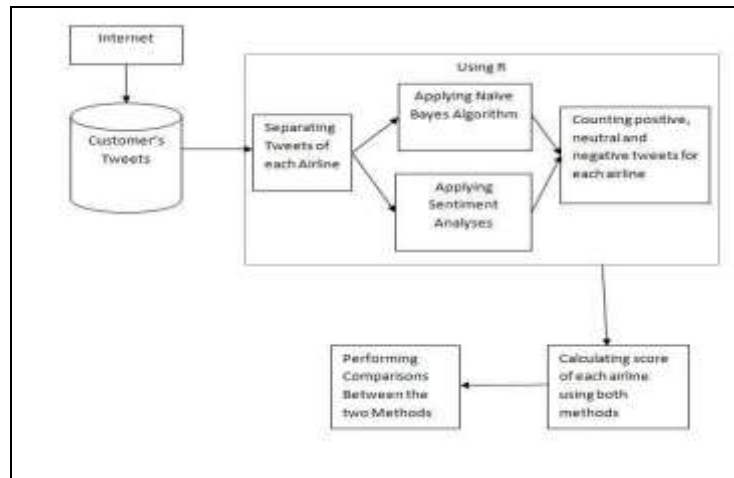 Internet
Customer's
Tweets
Using R
Separating
Tweets of
each Airline
Applying Naïve
Bayes Algorithm
Applying
Sentiment
Analyses
Counting positive,
neutral and
negative tweets for
each airline
Calculating score
of each airline
using both
methods
Performing
Comparisons
Between the
two Methods